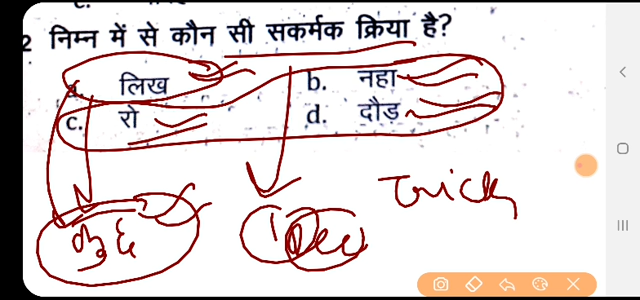 2 निम्न में से कौन सी सकर्मक क्रिया है?
a. लिख b. नहा
c. रो d. दौड़
Trick